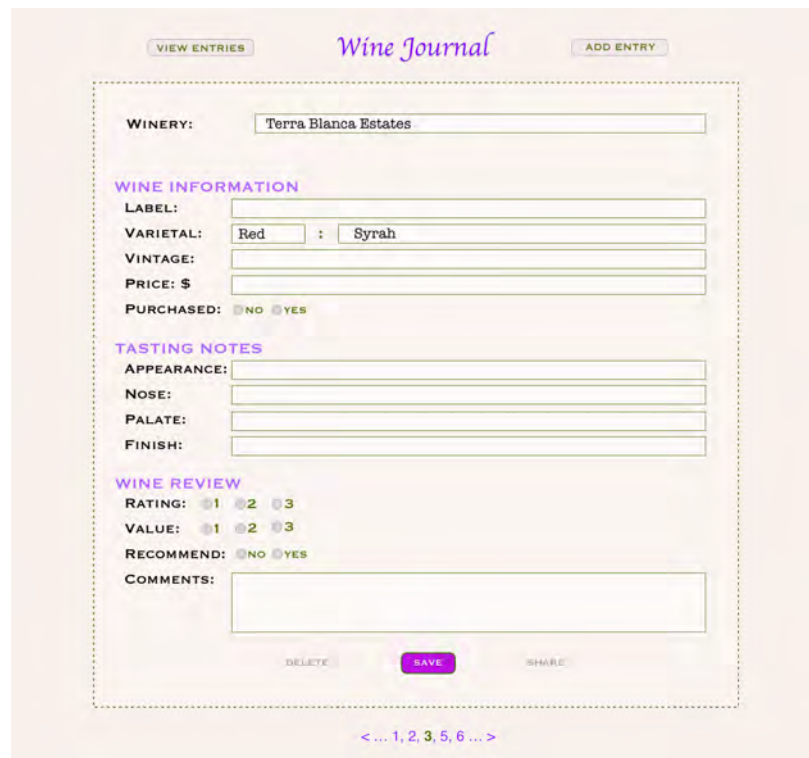 VIEW ENTRIES Wine Journal ADD ENTRY
WINERY: Terra Blanca Estates
WINE INFORMATION
LABEL:
VARIETAL: Red : Syrah
VINTAGE:
PRICE: $
PURCHASED: NO YES
TASTING NOTES
APPEARANCE:
NOSE:
PALATE:
FINISH:
WINE REVIEW
RATING: 1 2 3
VALUE: 1 2 3
RECOMMEND: NO YES
COMMENTS:
DELETE SAVE SHARE
< ... 1, 2, 3, 5, 6 ... >